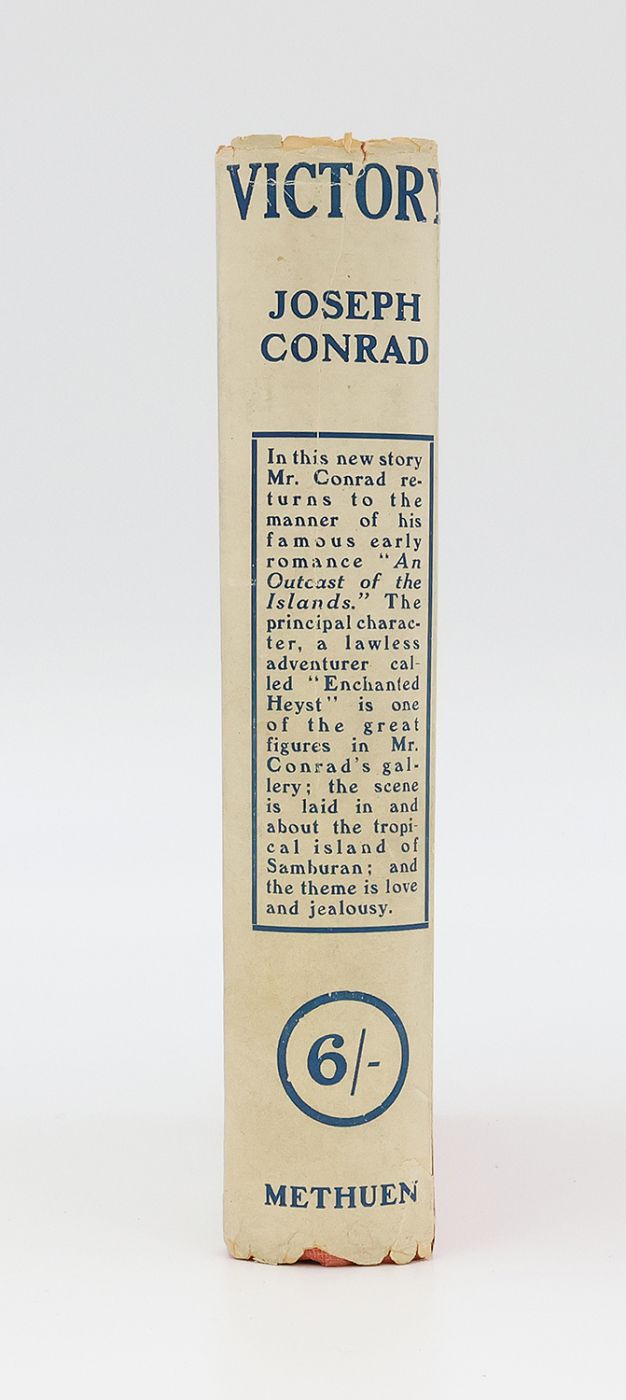 VICTORY
JOSEPH
CONRAD
In this new story
Mr. Conrad re-
turns to the
manner of his
famous early
romance "An
Outcast of the
Islands." The
principal charac-
ter, a lawless
adventurer cal-
led "Enchanted
Heyst" is one
of the great
figures in Mr.
Conrad's gal-
lery; the scene
is laid in and
about the tropi-
cal island of
Samburan; and
the theme is love
and jealousy.
6/-
METHUEN